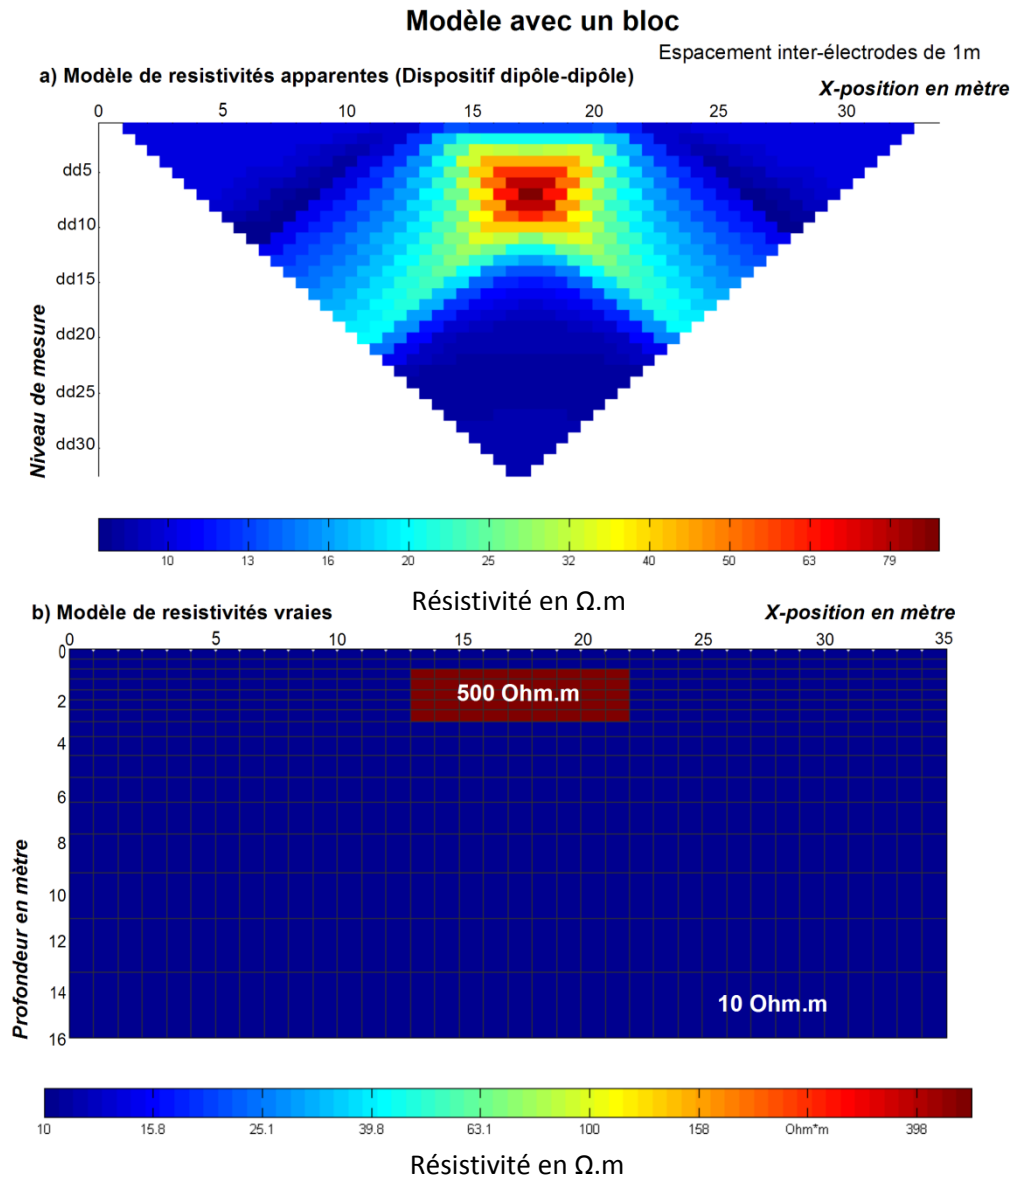 Modèle avec un bloc
Espacement inter-électrodes de 1m
a) Modèle de resistivités apparentes (Dispositif dipôle-dipôle)
X-position en mètre
0 5 10 15 20 25 30
dd5
dd10
dd15
dd20
dd25
dd30
Niveau de mesure
10 13 16 20 25 32 40 50 63 79
Résistivité en Ω.m
b) Modèle de resistivités vraies
X-position en mètre
0 5 10 15 20 25 30 35
0
500 Ohm.m
2
4
6
8
10
12
14
10 Ohm.m
16
Profondeur en mètre
10 15.8 25.1 39.8 63.1 100 158 Ohm*m 398
Résistivité en Ω.m